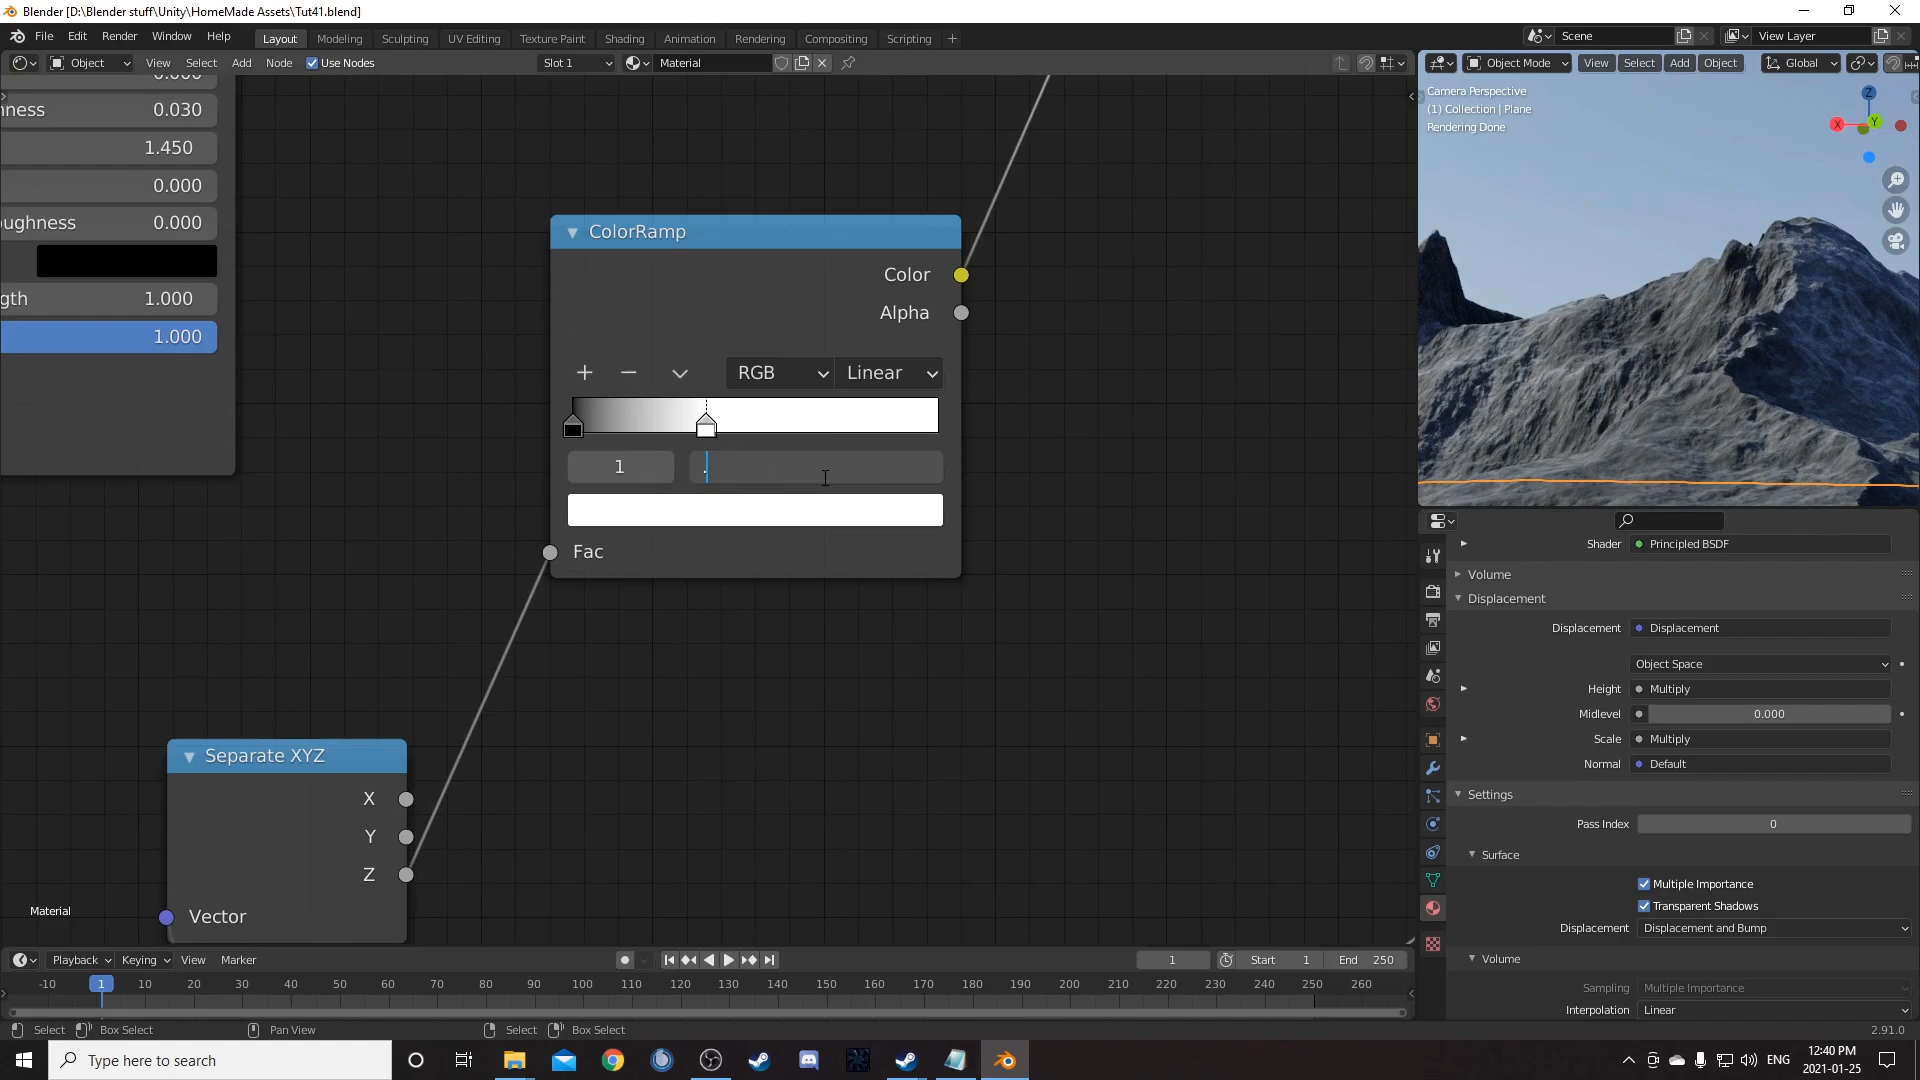 Blender [D:\Blender stuff\Unity\HomeMade Assets\Tut41.blend]
File Edit Render Window Help Layout Modeling Sculpting UV Editing Texture Paint Shading Animation Rendering Compositing Scripting + Scene View Layer
Object View Select Add Node Use Nodes Slot 1 Material Object Mode View Select Add Object Global
Camera Perspective
(1) Collection | Plane
Rendering Done
Z
X Y
0.000
nness 0.030
1.450
0.000
oughness 0.000
gth 1.000
1.000
ColorRamp
Color
Alpha
RGB Linear
1 .
Fac
Separate XYZ
X
Y
Z
Vector
Material
Shader Principled BSDF
Volume
Displacement
Displacement Displacement
Object Space
Height Multiply
Midlevel 0.000
Scale Multiply
Normal Default
Settings
Pass Index 0
Surface
Multiple Importance
Transparent Shadows
Displacement Displacement and Bump
Volume
Sampling Multiple Importance
Interpolation Linear
Playback Keying View Marker 1 Start 1 End 250
-10 1 10 20 30 40 50 60 70 80 90 100 110 120 130 140 150 160 170 180 190 200 210 220 230 240 250 260
Select Box Select Pan View Select Box Select 2.91.0
Type here to search ENG 12:40 PM
2021-01-25